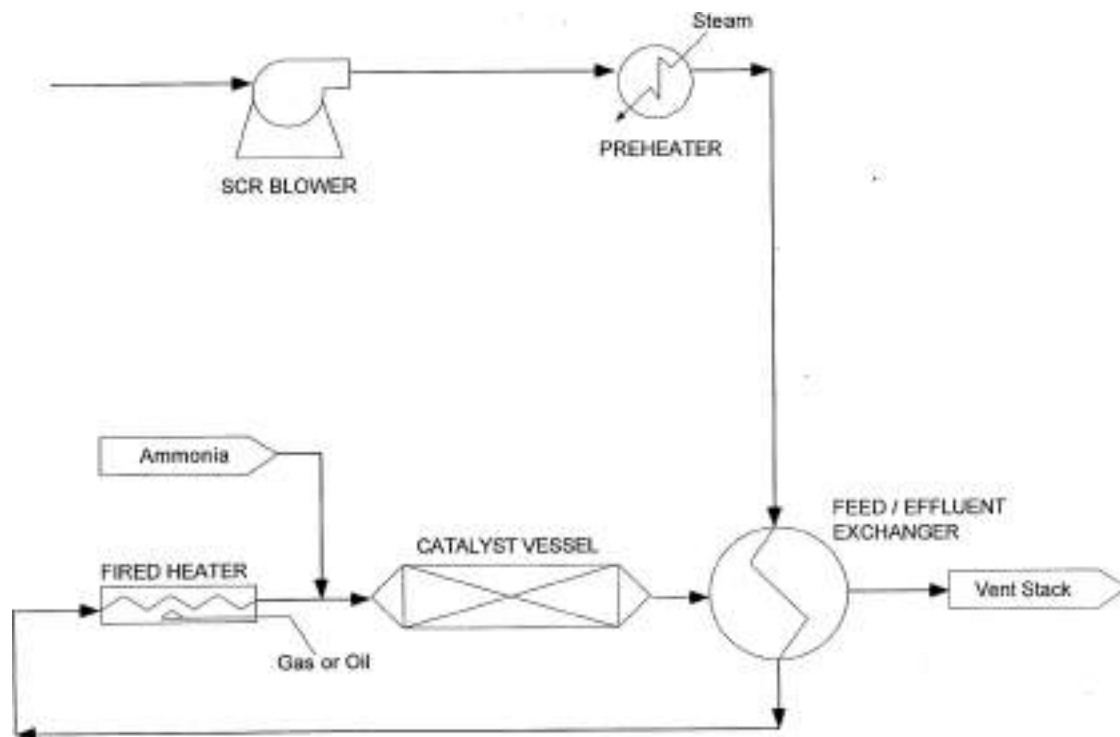 Steam
PREHEATER
SCR BLOWER
Ammonia
FEED / EFFLUENT
EXCHANGER
CATALYST VESSEL
FIRED HEATER
Vent Stack
Gas or Oil